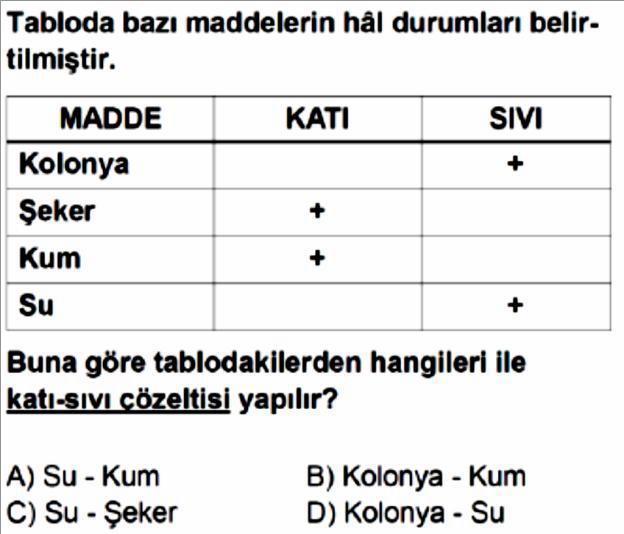 Tabloda bazı maddelerin hâl durumları belir-
tilmiştir.
MADDE KATI SIVI
Kolonya +
Şeker +
Kum +
Su +
Buna göre tablodakilerden hangileri ile
katı-sıvı çözeltisi yapılır?
A) Su - Kum B) Kolonya - Kum
C) Su - Şeker D) Kolonya - Su